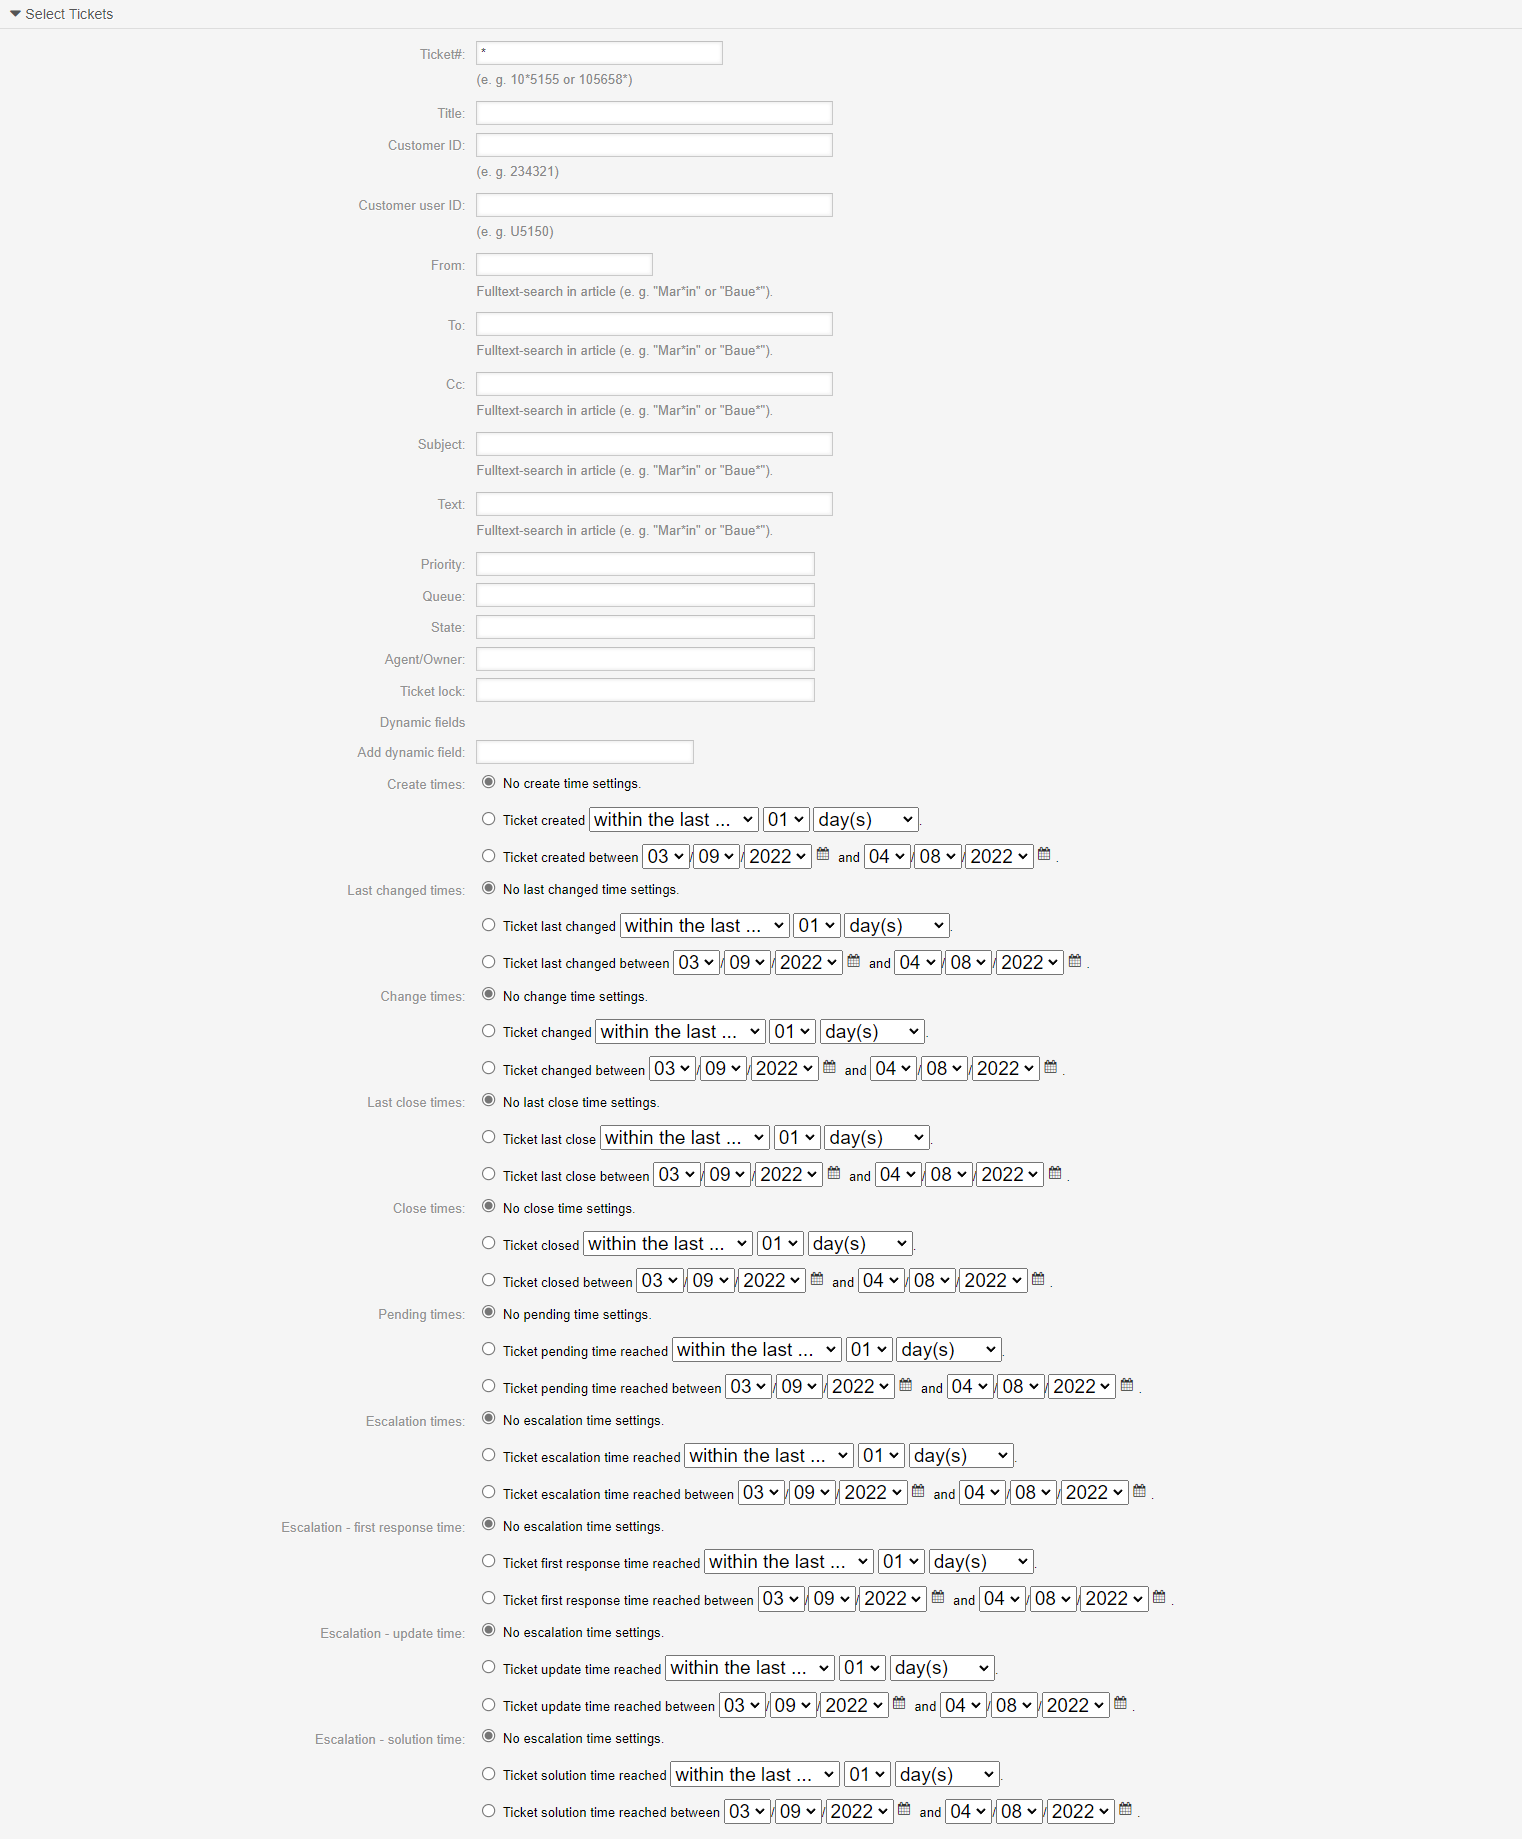 Select Tickets
Ticket#: *
(e. g. 10*5155 or 105658*)
Title:
Customer ID:
(e. g. 234321)
Customer user ID:
(e. g. U5150)
From:
Fulltext-search in article (e. g. "Mar*in" or "Baue*").
To:
Fulltext-search in article (e. g. "Mar*in" or "Baue*").
Cc:
Fulltext-search in article (e. g. "Mar*in" or "Baue*").
Subject:
Fulltext-search in article (e. g. "Mar*in" or "Baue*").
Text:
Fulltext-search in article (e. g. "Mar*in" or "Baue*").
Priority:
Queue:
State:
Agent/Owner:
Ticket lock:
Dynamic fields
Add dynamic field:
Create times: No create time settings.
Ticket created within the last ... 01 day(s) .
Ticket created between 03 / 09 / 2022 and 04 / 08 / 2022 .
Last changed times: No last changed time settings.
Ticket last changed within the last ... 01 day(s) .
Ticket last changed between 03 / 09 / 2022 and 04 / 08 / 2022 .
Change times: No change time settings.
Ticket changed within the last ... 01 day(s) .
Ticket changed between 03 / 09 / 2022 and 04 / 08 / 2022 .
Last close times: No last close time settings.
Ticket last close within the last ... 01 day(s) .
Ticket last close between 03 / 09 / 2022 and 04 / 08 / 2022 .
Close times: No close time settings.
Ticket closed within the last ... 01 day(s) .
Ticket closed between 03 / 09 / 2022 and 04 / 08 / 2022 .
Pending times: No pending time settings.
Ticket pending time reached within the last ... 01 day(s) .
Ticket pending time reached between 03 / 09 / 2022 and 04 / 08 / 2022 .
Escalation times: No escalation time settings.
Ticket escalation time reached within the last ... 01 day(s) .
Ticket escalation time reached between 03 / 09 / 2022 and 04 / 08 / 2022 .
Escalation - first response time: No escalation time settings.
Ticket first response time reached within the last ... 01 day(s) .
Ticket first response time reached between 03 / 09 / 2022 and 04 / 08 / 2022 .
Escalation - update time: No escalation time settings.
Ticket update time reached within the last ... 01 day(s) .
Ticket update time reached between 03 / 09 / 2022 and 04 / 08 / 2022 .
Escalation - solution time: No escalation time settings.
Ticket solution time reached within the last ... 01 day(s) .
Ticket solution time reached between 03 / 09 / 2022 and 04 / 08 / 2022 .